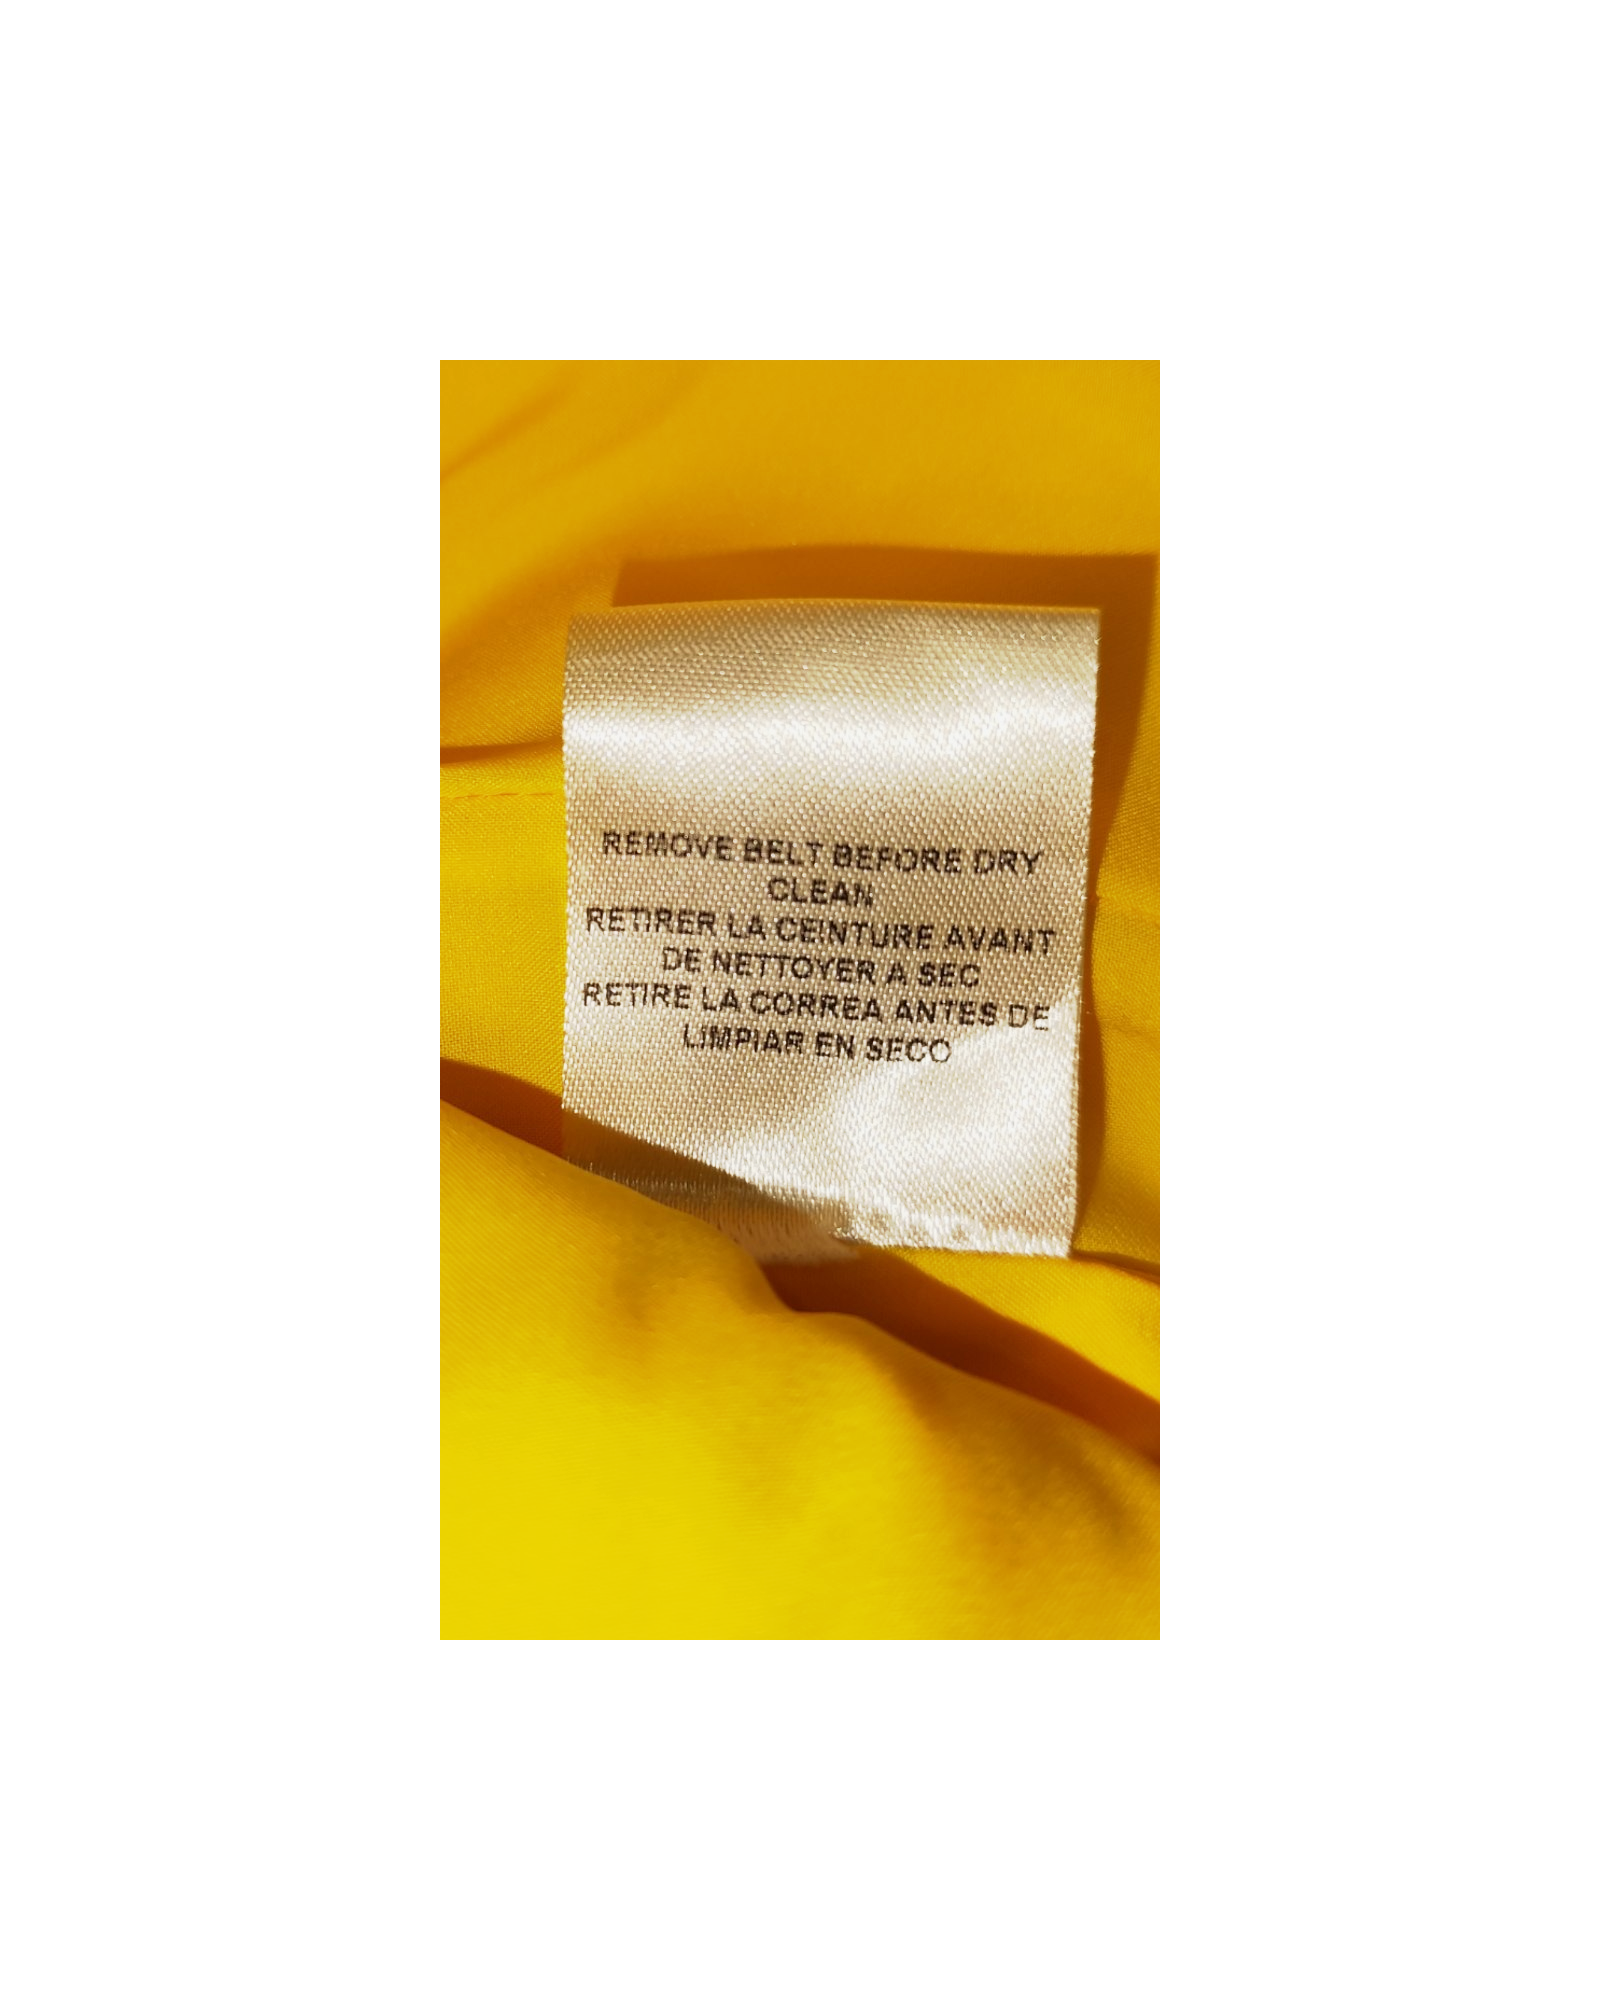 REMOVE BELT BEFORE DRY
CLEAN
RETIRER LA CEINTURE AVANT
DE NETTOYER A SEC
RETIRE LA CORREA ANTES DE
LIMPIAR EN SECO